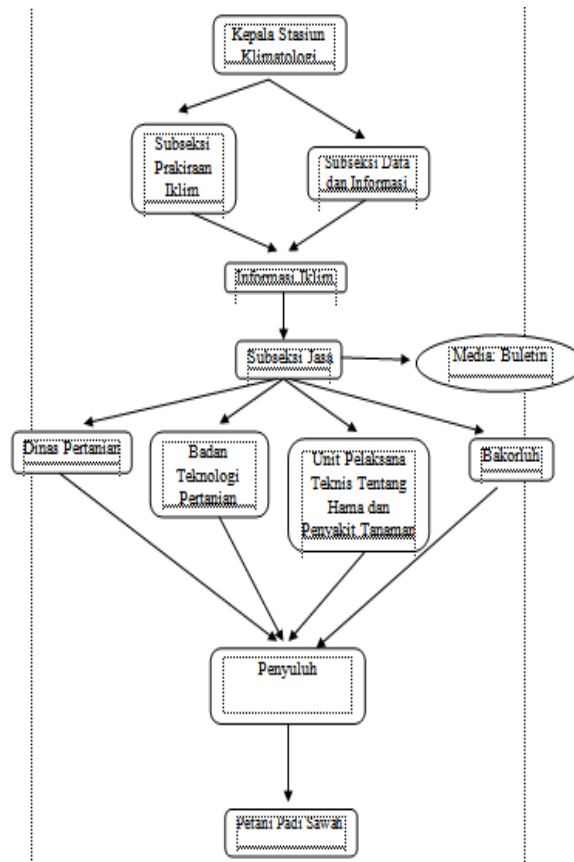 Kepala Stasiun
Klimatologi
Subseksi
Prakiraan
Iklim
Subseksi Data
dan Informasi
Informasi Iklim
Subseksi Jasa
Media: Buletin
Dinas Pertanian
Badan
Teknologi
Pertanian
Unit Pelaksana
Teknis Tentang
Hama dan
Penyakit Tanaman
Bakorluh
Penyuluh
Petani Padi Sawah